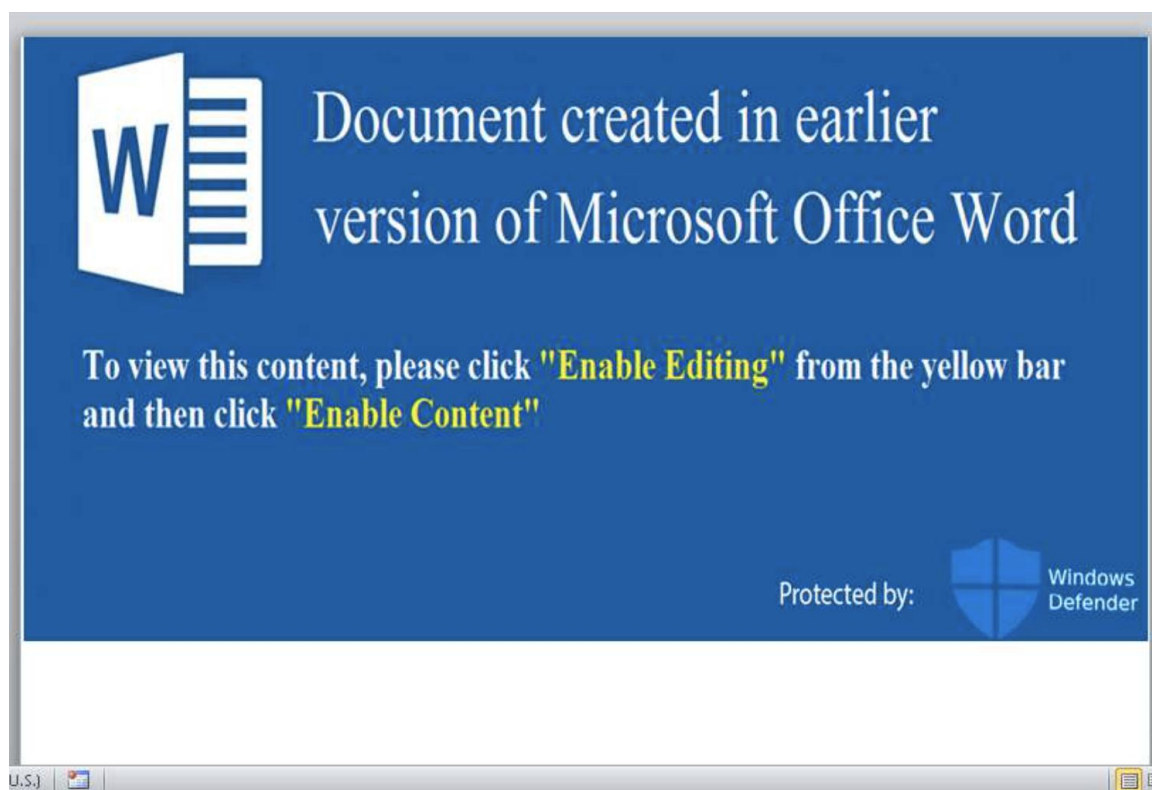 W
Document created in earlier
version of Microsoft Office Word
To view this content, please click "Enable Editing" from the yellow bar
and then click "Enable Content"
Protected by:
Windows
Defender
U.S.)